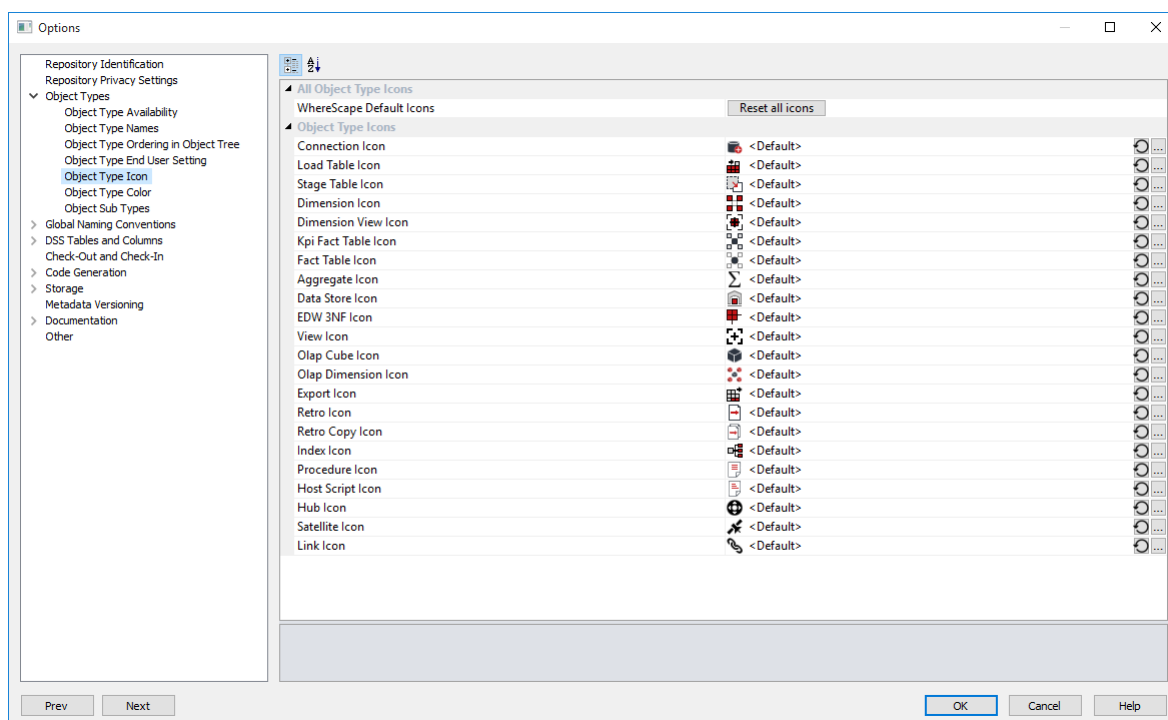 Options
Repository Identification
Repository Privacy Settings
Object Types
Object Type Availability
Object Type Names
Object Type Ordering in Object Tree
Object Type End User Setting
Object Type Icon
Object Type Color
Object Sub Types
Global Naming Conventions
DSS Tables and Columns
Check-Out and Check-In
Code Generation
Storage
Metadata Versioning
Documentation
Other
All Object Type Icons
WhereScape Default Icons Reset all icons
Object Type Icons
Connection Icon <Default> ...
Load Table Icon <Default> ...
Stage Table Icon <Default> ...
Dimension Icon <Default> ...
Dimension View Icon <Default> ...
Kpi Fact Table Icon <Default> ...
Fact Table Icon <Default> ...
Aggregate Icon <Default> ...
Data Store Icon <Default> ...
EDW 3NF Icon <Default> ...
View Icon <Default> ...
Olap Cube Icon <Default> ...
Olap Dimension Icon <Default> ...
Export Icon <Default> ...
Retro Icon <Default> ...
Retro Copy Icon <Default> ...
Index Icon <Default> ...
Procedure Icon <Default> ...
Host Script Icon <Default> ...
Hub Icon <Default> ...
Satellite Icon <Default> ...
Link Icon <Default> ...
Prev Next OK Cancel Help